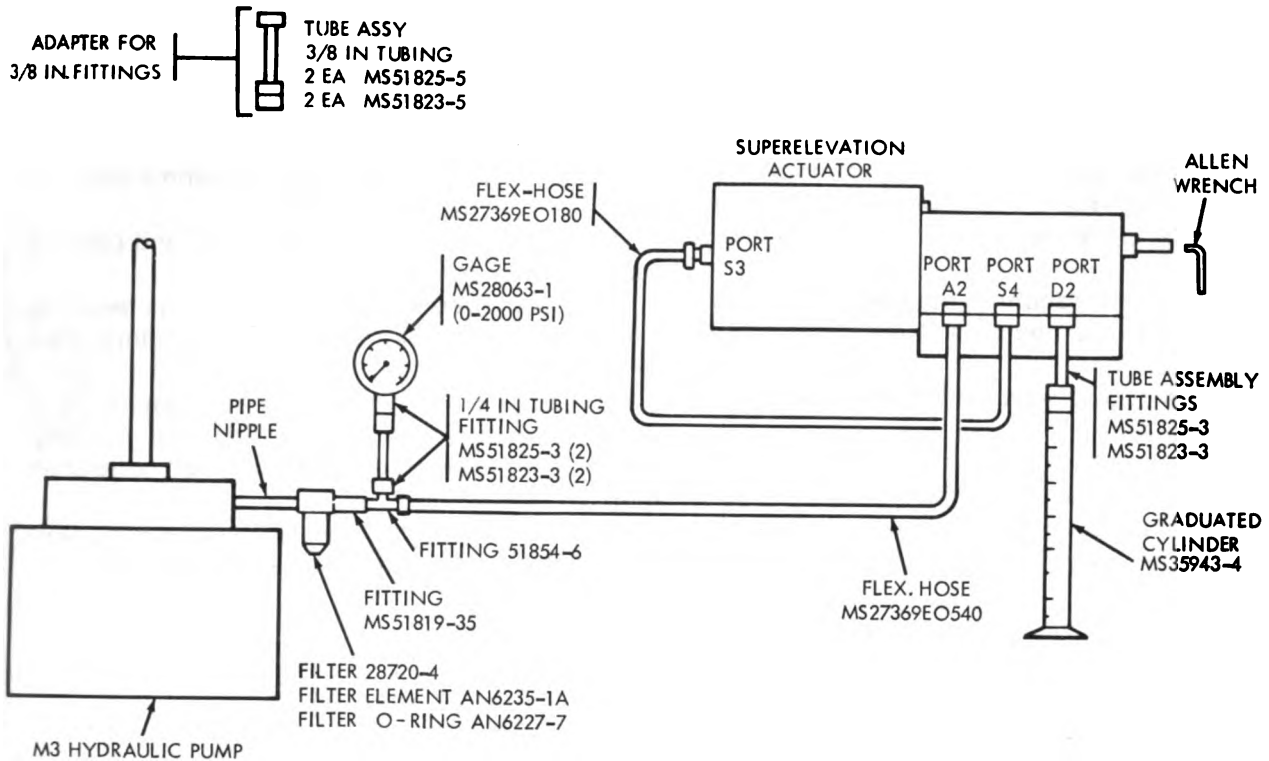 ADAPTER FOR
3/8 IN. FITTINGS
TUBE ASSY
3/8 IN TUBING
2 EA MS51825-5
2 EA MS51823-5
SUPERELEVATION
ACTUATOR
ALLEN
WRENCH
FLEX-HOSE
MS27369EO180
PORT
S3
PORT
A2
PORT
S4
PORT
D2
GAGE
MS28063-1
(0-2000 PSI)
TUBE ASSEMBLY
FITTINGS
MS51825-3
MS51823-3
1/4 IN TUBING
FITTING
MS51825-3 (2)
MS51823-3 (2)
PIPE
NIPPLE
GRADUATED
CYLINDER
MS35943-4
FITTING 51854-6
FLEX. HOSE
MS27369EO540
FITTING
MS51819-35
FILTER 28720-4
FILTER ELEMENT AN6235-1A
FILTER O-RING AN6227-7
M3 HYDRAULIC PUMP